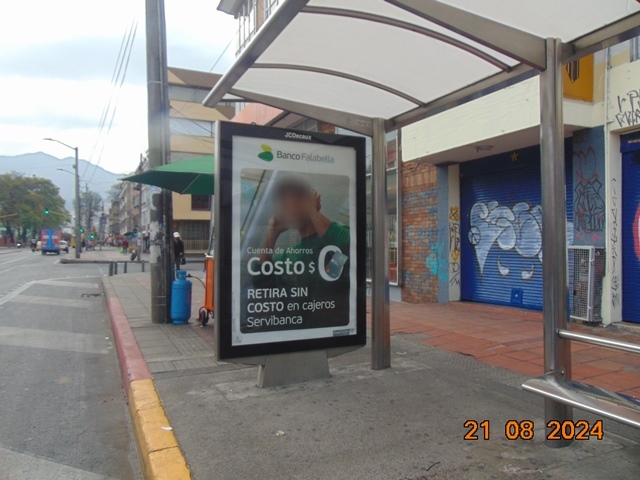 JCDecaux
Banco Falabella
Cuenta de Ahorros
Costo $0
RETIRA SIN
COSTO en cajeros
Servibanca
21 08 2024